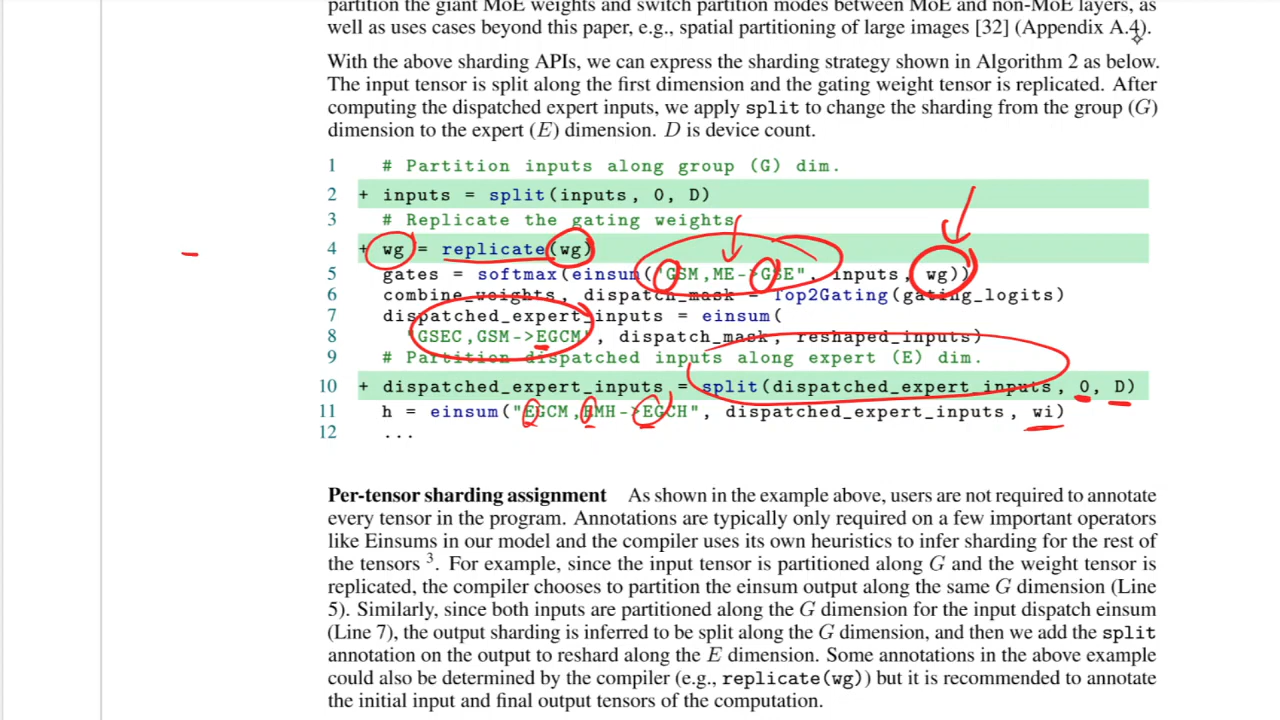 partition the giant MoE weights and switch partition modes between MoE and non-MoE layers, as
well as uses cases beyond this paper, e.g., spatial partitioning of large images [32] (Appendix A.4).
With the above sharding APIs, we can express the sharding strategy shown in Algorithm 2 as below.
The input tensor is split along the first dimension and the gating weight tensor is replicated. After
computing the dispatched expert inputs, we apply split to change the sharding from the group (G)
dimension to the expert (E) dimension. D is device count.
1 # Partition inputs along group (G) dim.
2 + inputs = split(inputs, 0, D)
3 # Replicate the gating weights
4 + wg = replicate(wg)
5 gates = softmax(einsum("GSM,ME->GSE", inputs, wg))
6 combine_weights, dispatch_mask = Top2Gating(gating_logits)
7 dispatched_expert_inputs = einsum(
8 "GSEC,GSM->EGCM", dispatch_mask, reshaped_inputs)
9 # Partition dispatched inputs along expert (E) dim.
10 + dispatched_expert_inputs = split(dispatched_expert_inputs, 0, D)
11 h = einsum("EGCM,EMH->EGCH", dispatched_expert_inputs, wi)
12 ...
Per-tensor sharding assignment As shown in the example above, users are not required to annotate
every tensor in the program. Annotations are typically only required on a few important operators
like Einsums in our model and the compiler uses its own heuristics to infer sharding for the rest of
the tensors 3. For example, since the input tensor is partitioned along G and the weight tensor is
replicated, the compiler chooses to partition the einsum output along the same G dimension (Line
5). Similarly, since both inputs are partitioned along the G dimension for the input dispatch einsum
(Line 7), the output sharding is inferred to be split along the G dimension, and then we add the split
annotation on the output to reshard along the E dimension. Some annotations in the above example
could also be determined by the compiler (e.g., replicate(wg)) but it is recommended to annotate
the initial input and final output tensors of the computation.